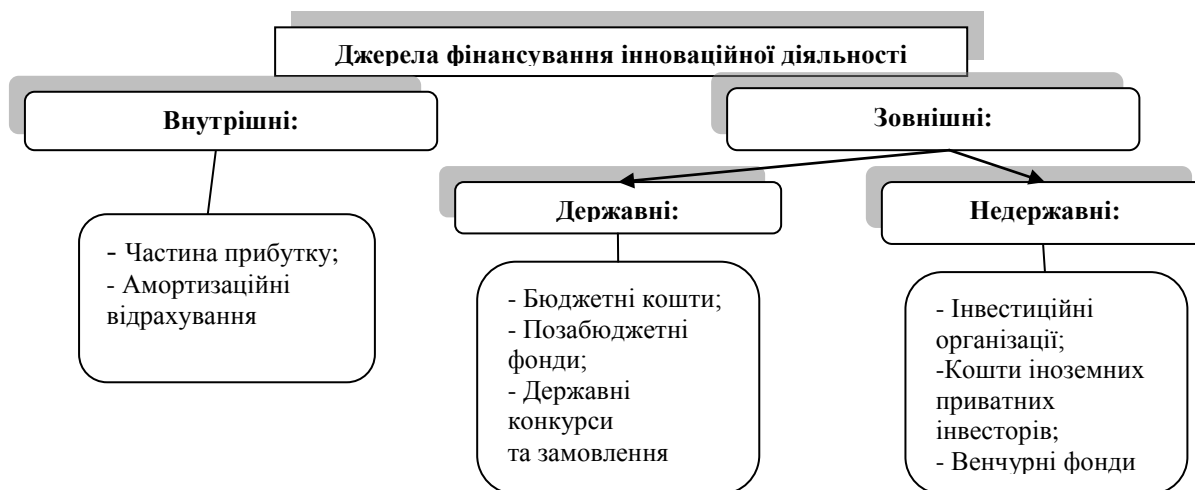 Джерела фінансування інноваційної діяльності
Внутрішні:
Зовнішні:
Державні:
Недержавні:
- Частина прибутку;
- Амортизаційні
відрахування
- Бюджетні кошти;
- Позабюджетні
фонди;
- Державні
конкурси
та замовлення
- Інвестиційні
організації;
-Кошти іноземних
приватних
інвесторів;
- Венчурні фонди